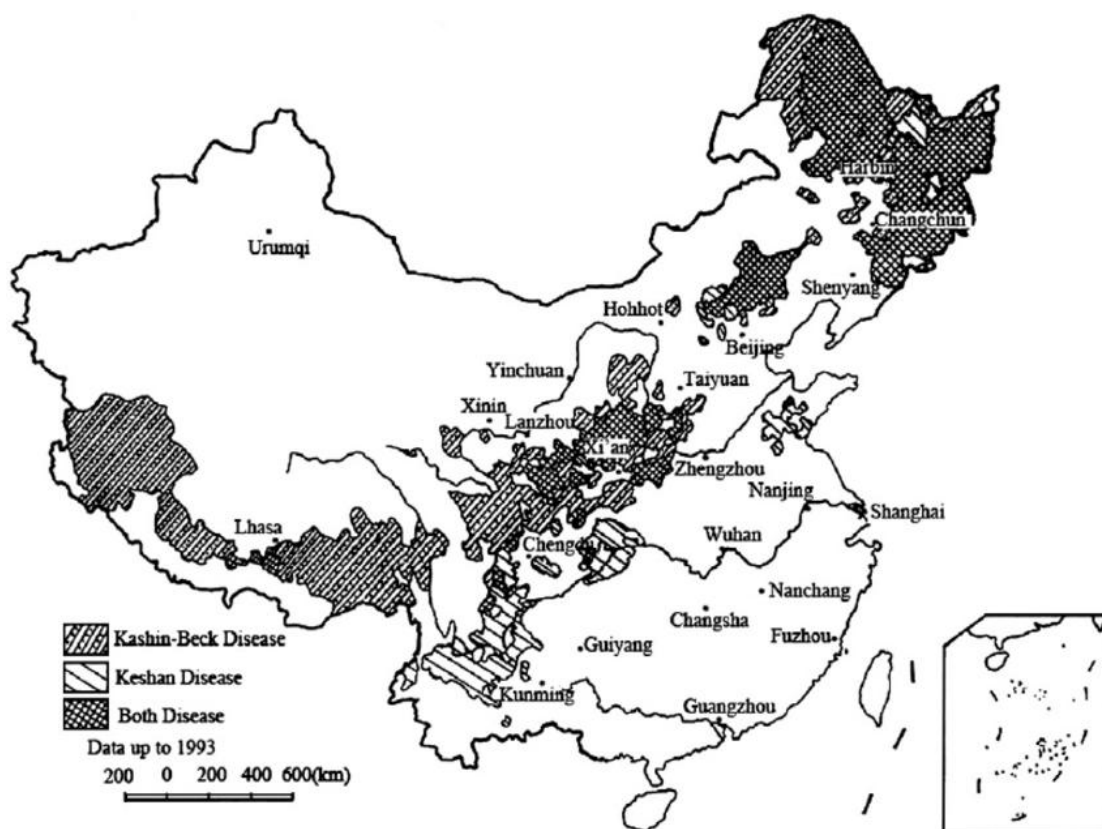 Harbin
Changchun
Urumqi
Shenyang
Hohhot
Beijing
Yinchuan
Taiyuan
Xinin
Lanzhou
Xi'an
Zhengzhou
Nanjing
Shanghai
Lhasa
Wuhan
Chengdu
Nanchang
Changsha
Kashin-Beck Disease
Guiyang
Fuzhou
Keshan Disease
Kunming
Guangzhou
Both Disease
Data up to 1993
200 0 200 400 600(km)